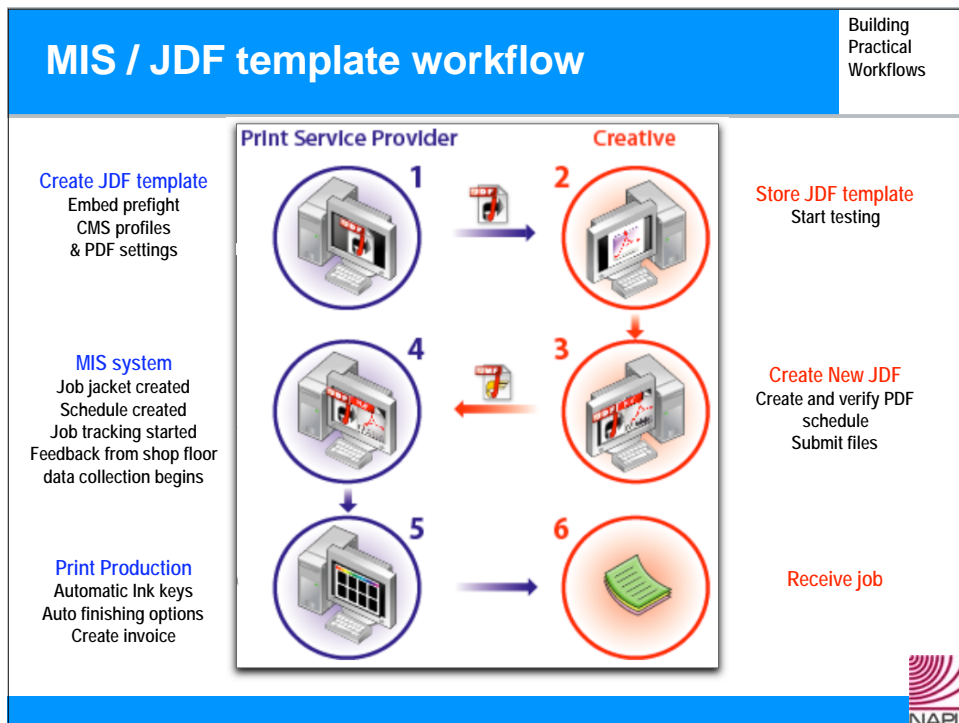 MIS / JDF template workflow
Building
Practical
Workflows
Print Service Provider
Creative
Create JDF template
Embed prefight
CMS profiles
& PDF settings
1
2
Store JDF template
Start testing
MIS system
Job jacket created
Schedule created
Job tracking started
Feedback from shop floor
data collection begins
4
3
Create New JDF
Create and verify PDF
schedule
Submit files
Print Production
Automatic Ink keys
Auto finishing options
Create invoice
5
6
Receive job